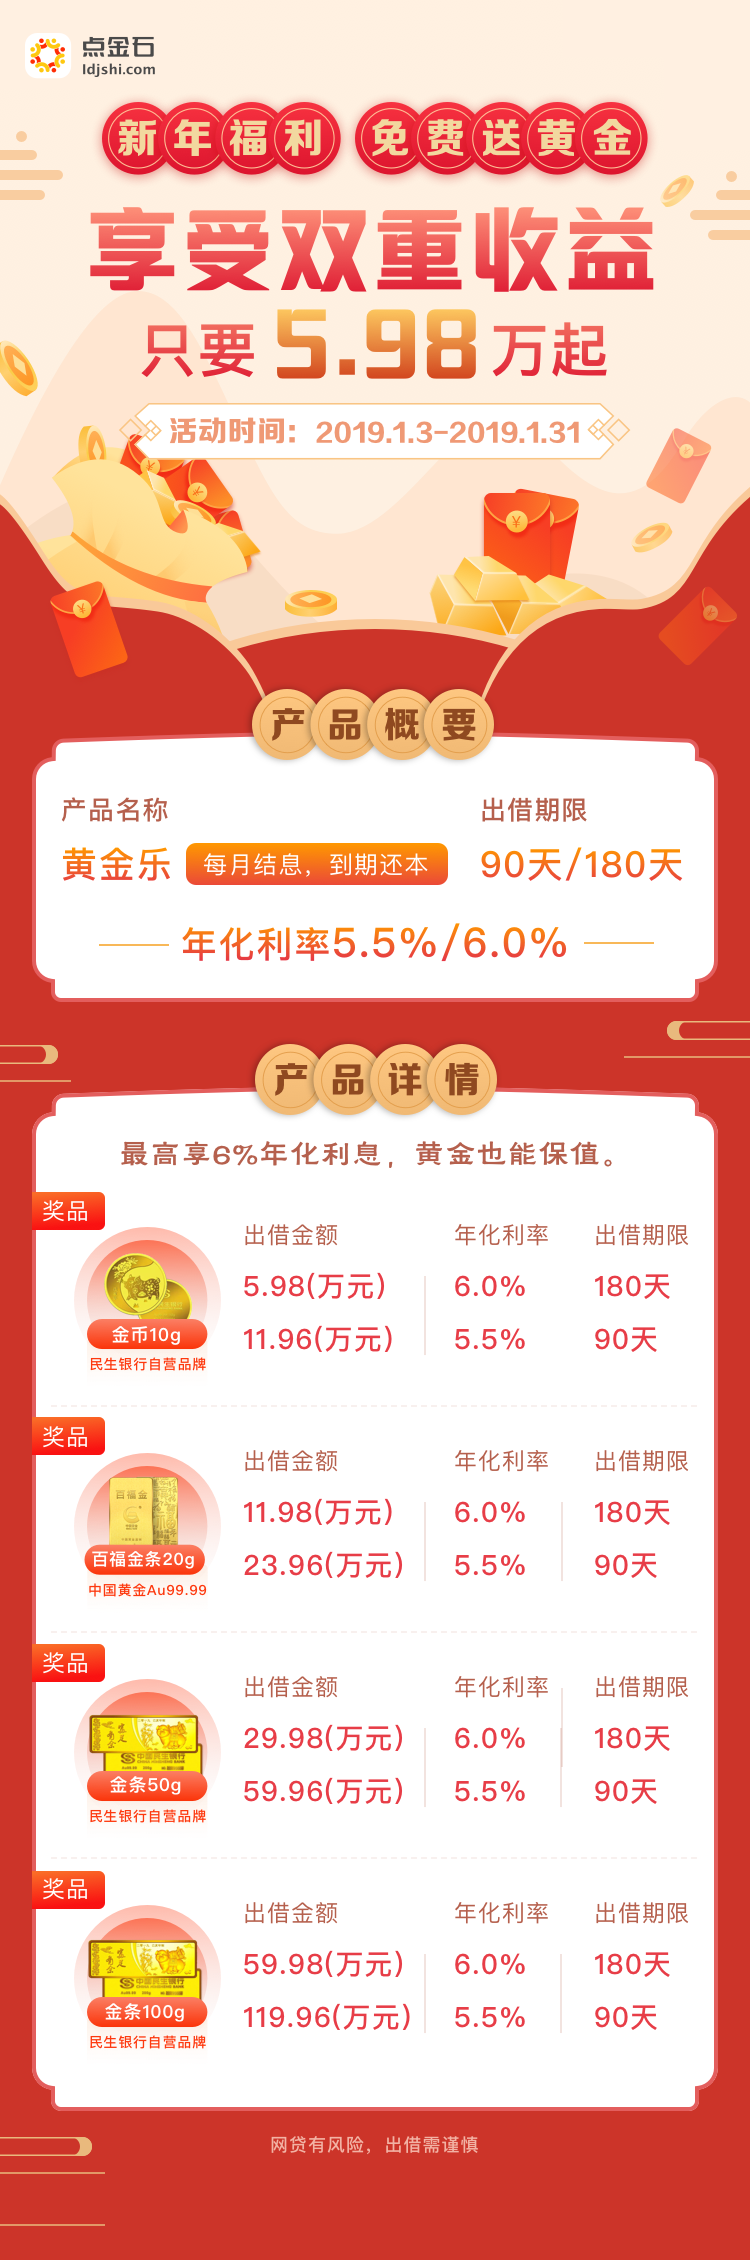 点金石
ldjshi.com
新年福利 免费送黄金
享受双重收益
只要5.98万起
活动时间：2019.1.3-2019.1.31
产品概要
产品名称 出借期限
黄金乐 每月结息，到期还本 90天/180天
年化利率5.5%/6.0%
产品详情
最高享6%年化利息，黄金也能保值。
奖品
出借金额 年化利率 出借期限
5.98(万元) 6.0% 180天
11.96(万元) 5.5% 90天
金币10g
民生银行自营品牌
奖品
出借金额 年化利率 出借期限
11.98(万元) 6.0% 180天
23.96(万元) 5.5% 90天
百福金
百福金条20g
中国黄金Au99.99
奖品
出借金额 年化利率 出借期限
29.98(万元) 6.0% 180天
59.96(万元) 5.5% 90天
中国民生银行
金条50g
民生银行自营品牌
奖品
出借金额 年化利率 出借期限
59.98(万元) 6.0% 180天
119.96(万元) 5.5% 90天
中国民生银行
金条100g
民生银行自营品牌
网贷有风险，出借需谨慎